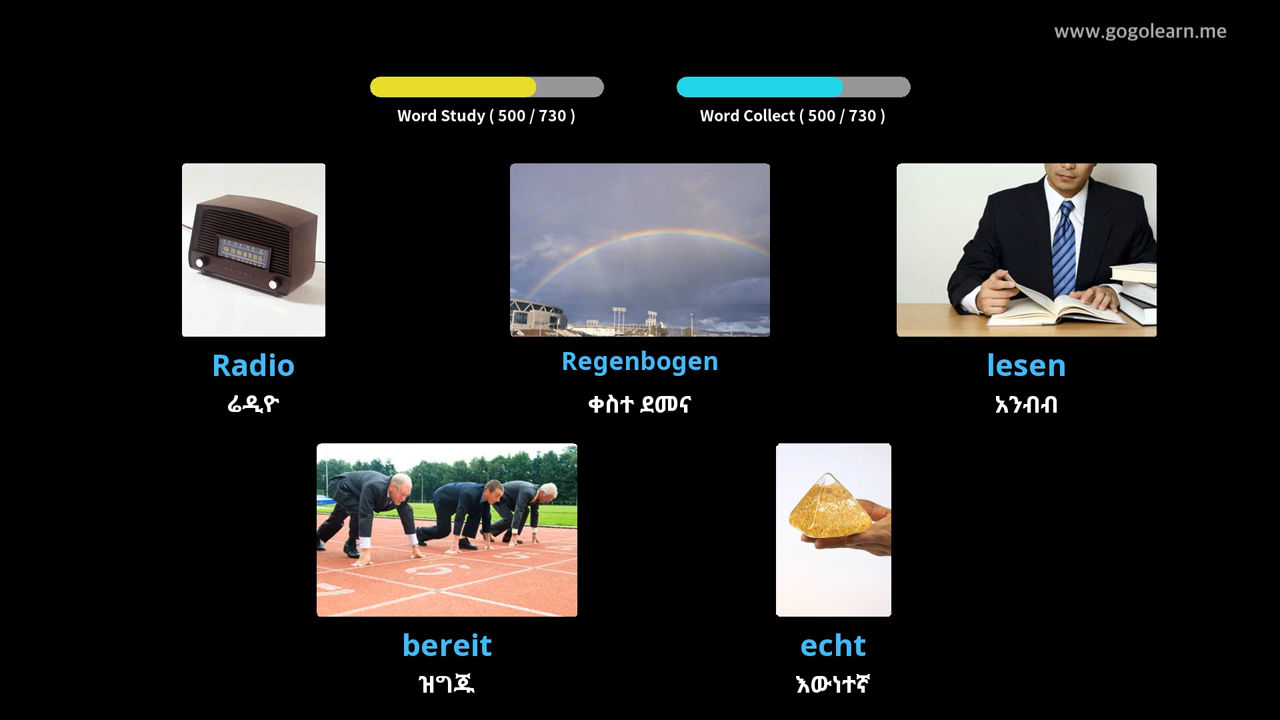 www.gogolearn.me
Word Study ( 500 / 730 )
Word Collect ( 500 / 730 )
Radio
ሬዲዮ
Regenbogen
ቀስተ ደመና
lesen
አንብብ
bereit
ዝግጁ
echt
እውነተኛ